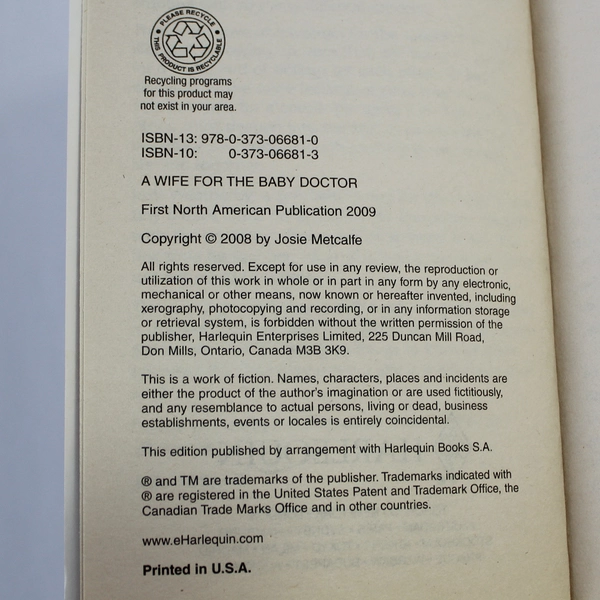 PLEASE RECYCLE
THIS PRODUCT IS RECYCLABLE
Recycling programs
for this product may
not exist in your area.
ISBN-13: 978-0-373-06681-0
ISBN-10: 0-373-06681-3
A WIFE FOR THE BABY DOCTOR
First North American Publication 2009
Copyright © 2008 by Josie Metcalfe
All rights reserved. Except for use in any review, the reproduction or
utilization of this work in whole or in part in any form by any electronic,
mechanical or other means, now known or hereafter invented, including
xerography, photocopying and recording, or in any information storage
or retrieval system, is forbidden without the written permission of the
publisher, Harlequin Enterprises Limited, 225 Duncan Mill Road,
Don Mills, Ontario, Canada M3B 3K9.
This is a work of fiction. Names, characters, places and incidents are
either the product of the author's imagination or are used fictitiously,
and any resemblance to actual persons, living or dead, business
establishments, events or locales is entirely coincidental.
This edition published by arrangement with Harlequin Books S.A.
® and TM are trademarks of the publisher. Trademarks indicated with
® are registered in the United States Patent and Trademark Office, the
Canadian Trade Marks Office and in other countries.
www.eHarlequin.com
Printed in U.S.A.